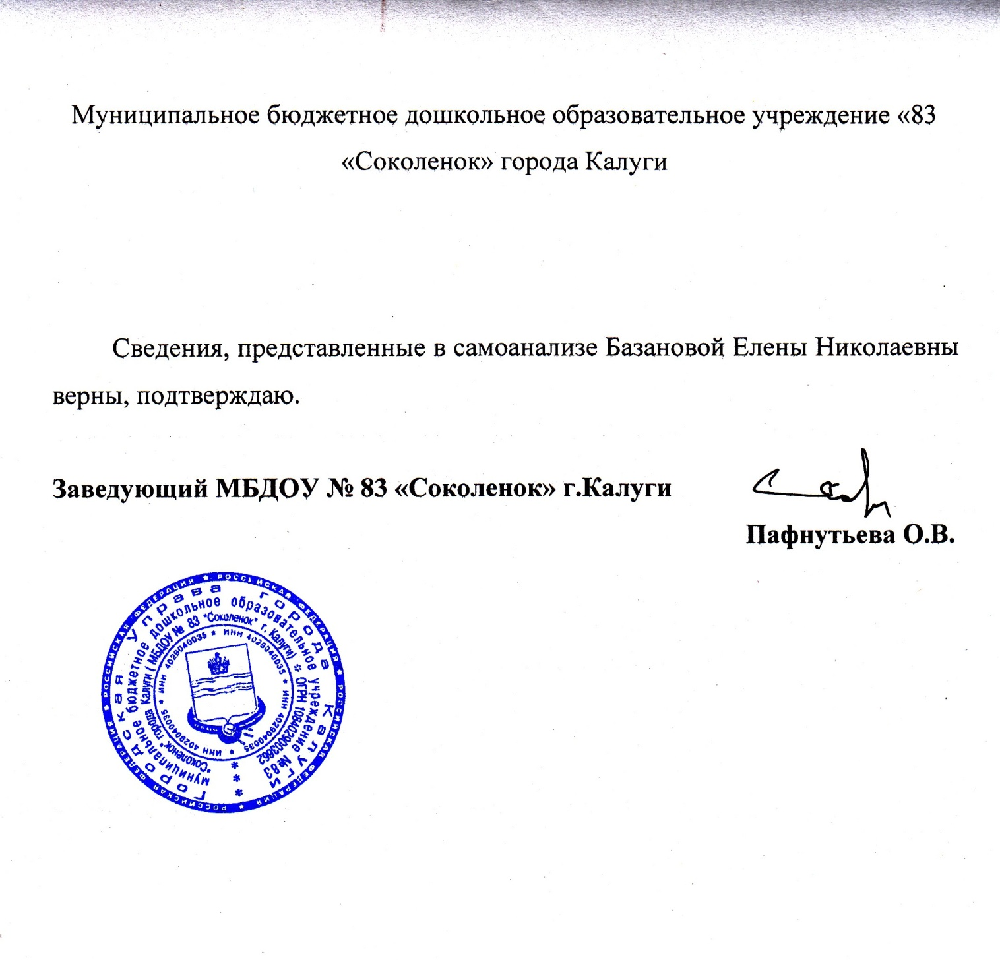 Муниципальное бюджетное дошкольное образовательное учреждение «83
«Соколенок» города Калуги
Сведения, представленные в самоанализе Базановой Елены Николаевны
верны, подтверждаю.
Заведующий МБДОУ № 83 «Соколенок» г.Калуги
Пафнутьева О.В.
РОССИЙСКАЯ ФЕДЕРАЦИЯ * РОССИЙСКАЯ ФЕДЕРАЦИЯ * РОССИЙСКАЯ ФЕДЕРАЦИЯ * РОССИЙСКАЯ ФЕДЕРАЦИЯ *
Городская Управа города Калуги
муниципальное бюджетное дошкольное образовательное учреждение №83
"Соколенок" города Калуги ( МБДОУ № 83 "Соколенок" г. Калуги) * ОГРН 1084029003662
ИНН 4029040035 * ИНН 4029040035 * ИНН 4029040035 * ИНН 4029040035 *